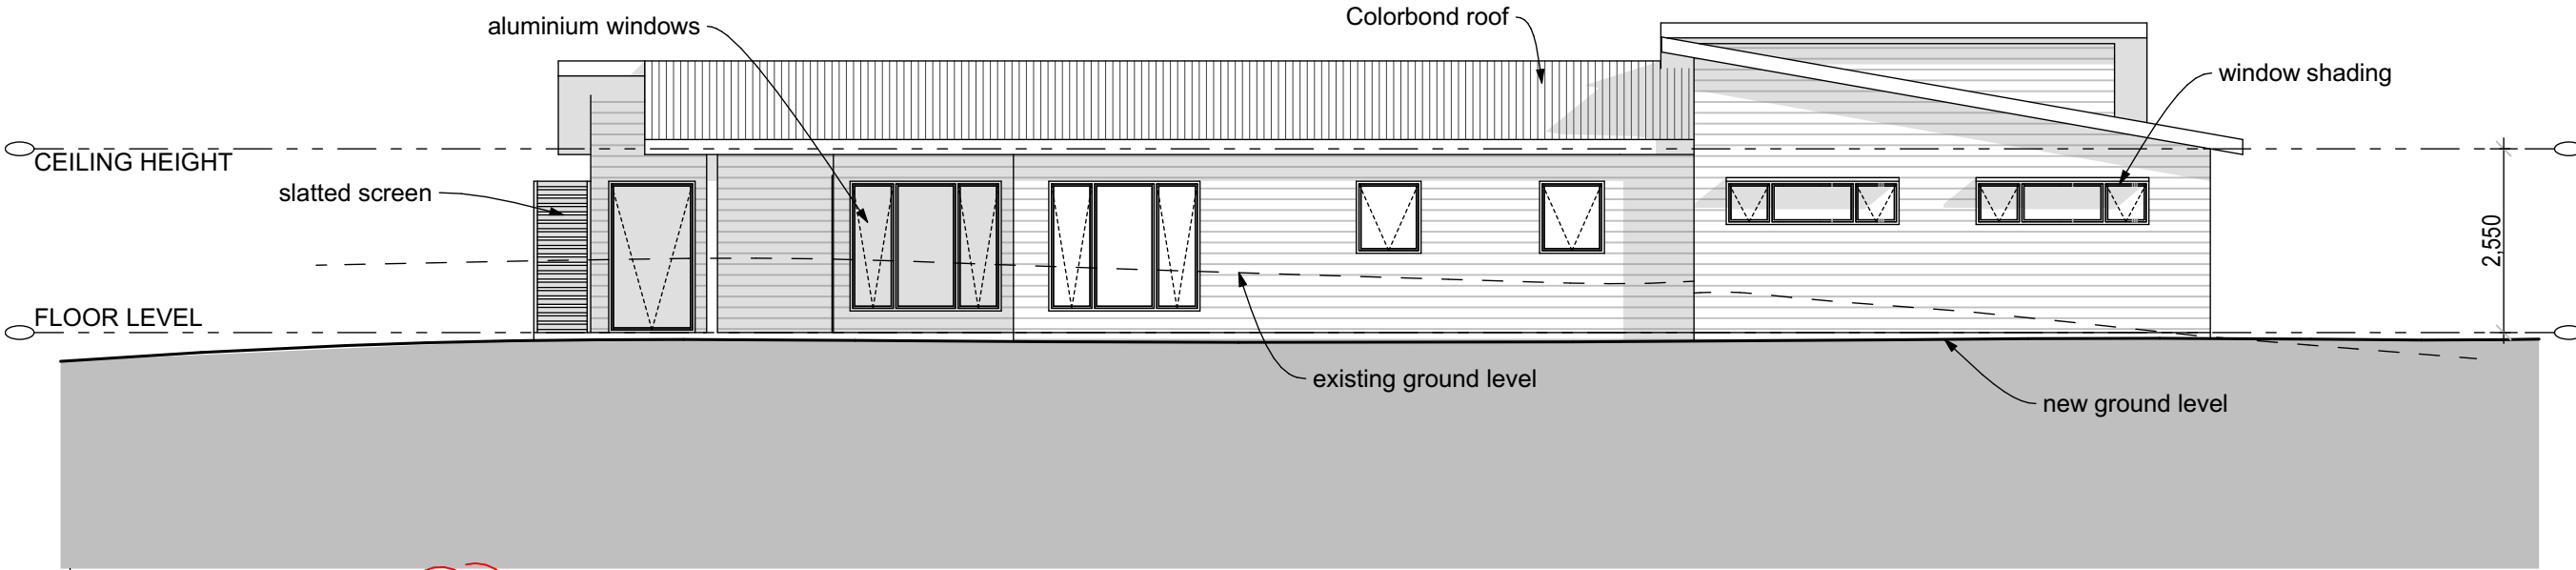 Colorbond roof
aluminium windows
window shading
CEILING HEIGHT
slatted screen
2,550
FLOOR LEVEL
existing ground level
new ground level